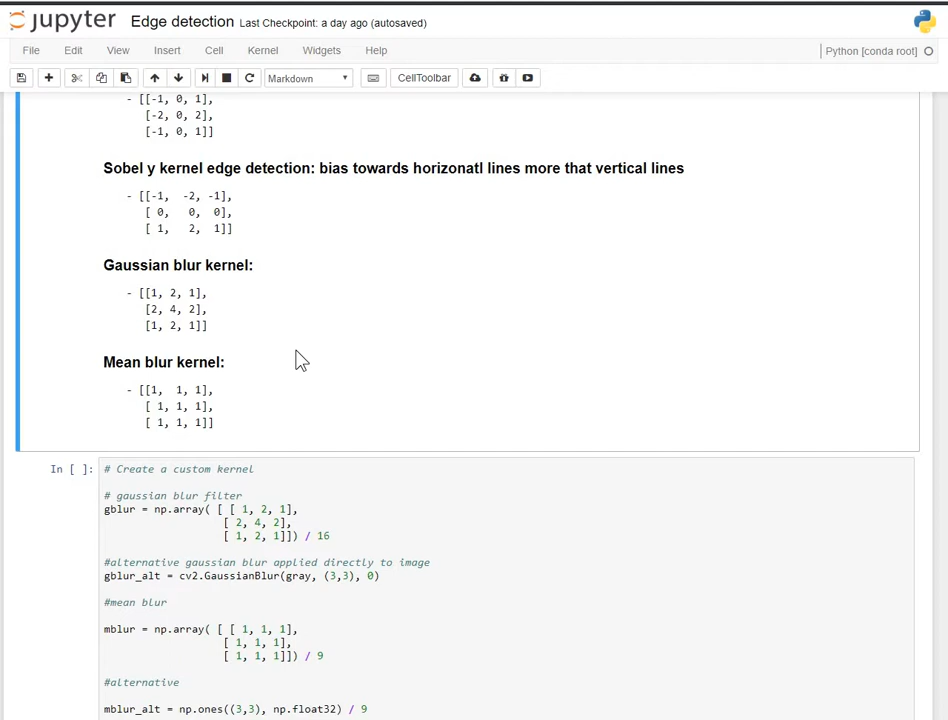 jupyter Edge detection Last Checkpoint: a day ago (autosaved)
File Edit View Insert Cell Kernel Widgets Help Python [conda root]
Markdown CellToolbar
- [[-1, 0, 1],
[-2, 0, 2],
[-1, 0, 1]]
Sobel y kernel edge detection: bias towards horizonatl lines more that vertical lines
- [[-1, -2, -1],
[ 0, 0, 0],
[ 1, 2, 1]]
Gaussian blur kernel:
- [[1, 2, 1],
[2, 4, 2],
[1, 2, 1]]
Mean blur kernel:
- [[1, 1, 1],
[ 1, 1, 1],
[ 1, 1, 1]]
In [ ]: # Create a custom kernel
# gaussian blur filter
gblur = np.array( [ [ 1, 2, 1],
[ 2, 4, 2],
[ 1, 2, 1]]) / 16
#alternative gaussian blur applied directly to image
gblur_alt = cv2.GaussianBlur(gray, (3,3), 0)
#mean blur
mblur = np.array( [ [ 1, 1, 1],
[ 1, 1, 1],
[ 1, 1, 1]]) / 9
#alternative
mblur_alt = np.ones((3,3), np.float32) / 9